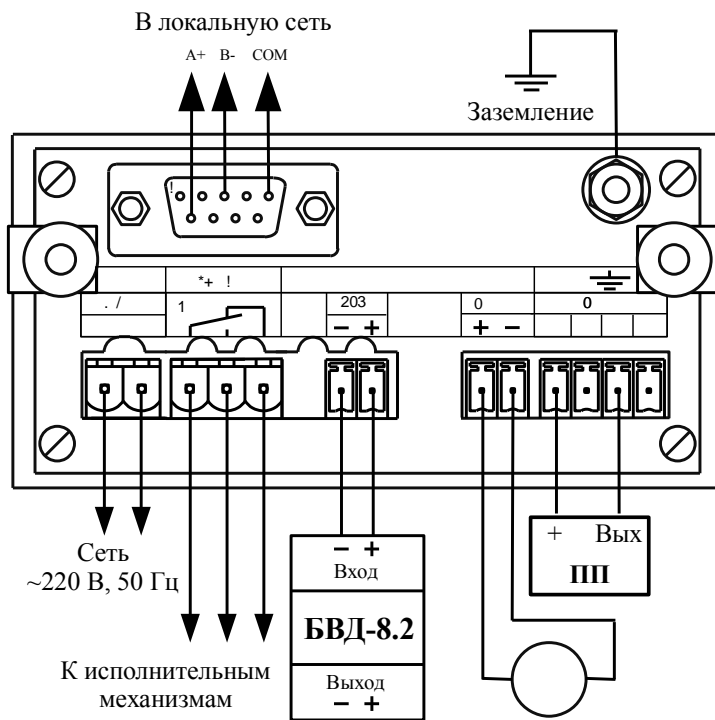 В локальную сеть
A+ B- COM
Заземление
!
*+ !
. / 1 203 0 0
− + + −
Сеть
~220 В, 50 Гц
− +
Вход
БВД-8.2
Выход
− +
+ Вых
ПП
К исполнительным
механизмам